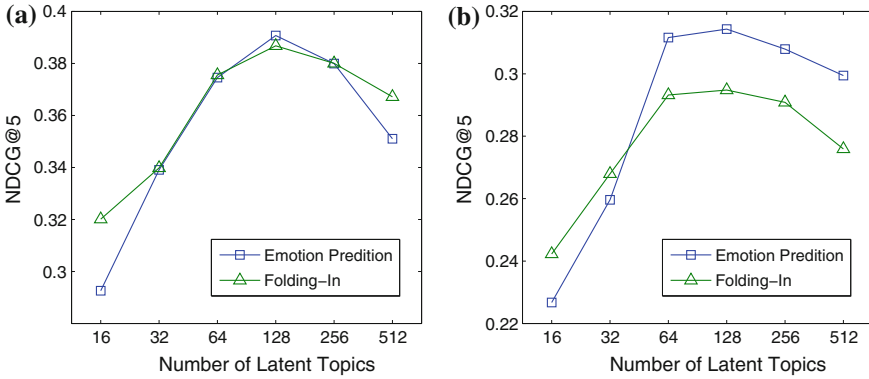 (a)
0.4
0.38
0.36
0.34
0.32
0.3
NDCG@5
16 32 64 128 256 512
Number of Latent Topics
Emotion Predition
Folding-In
(b)
0.32
0.3
0.28
0.26
0.24
0.22
NDCG@5
16 32 64 128 256 512
Number of Latent Topics
Emotion Predition
Folding-In